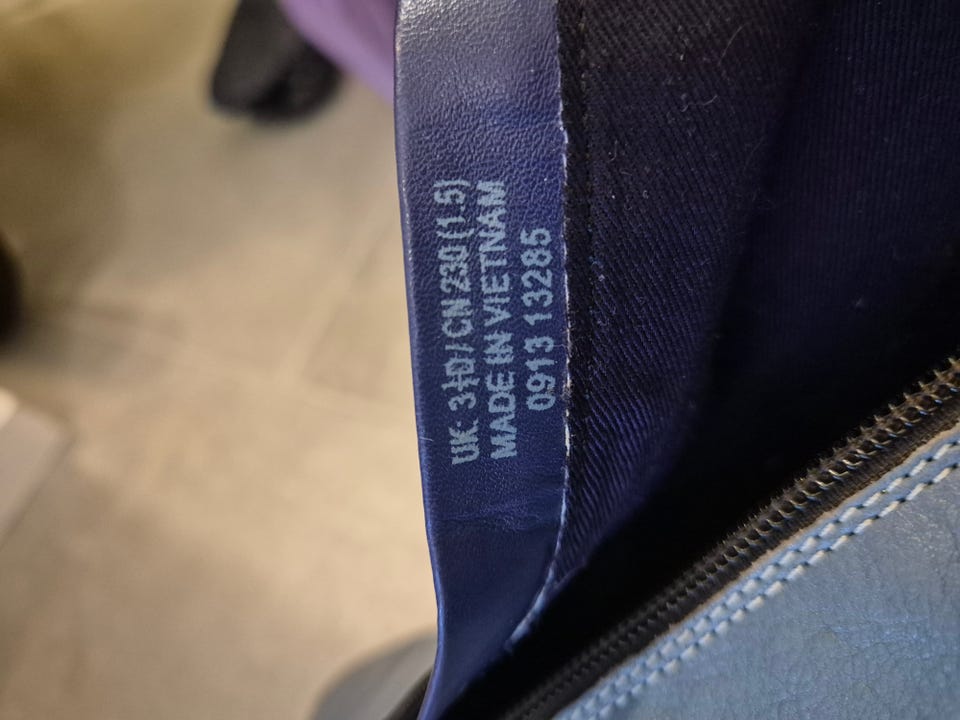 UK: 3½D / CN 230 (1.5)
MADE IN VIETNAM
0913 13285